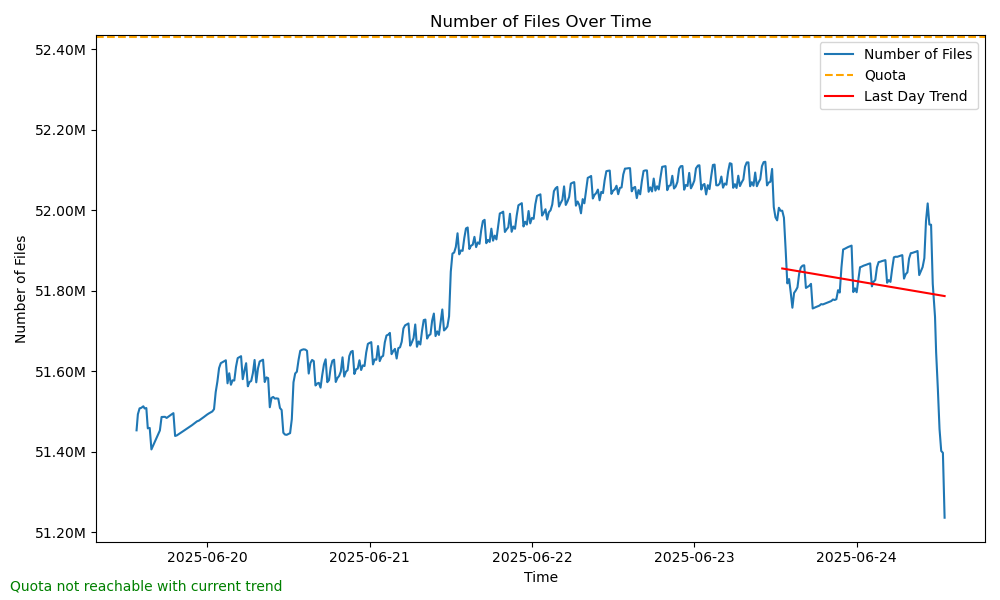 Number of Files Over Time
52.40M
52.20M
52.00M
51.80M
51.60M
51.40M
51.20M
Number of Files
Number of Files
Quota
Last Day Trend
2025-06-20
2025-06-21
2025-06-22
2025-06-23
2025-06-24
Time
Quota not reachable with current trend